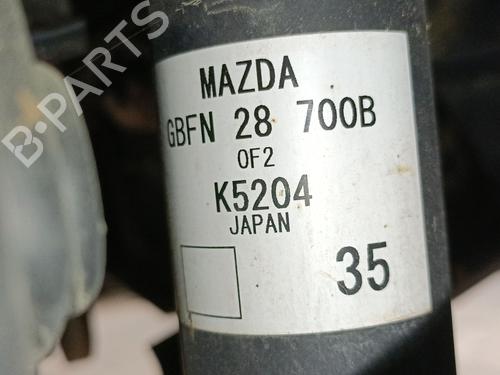 MAZDA
GBFN 28 700B
0F2
K5204
JAPAN
35
B-PARTS